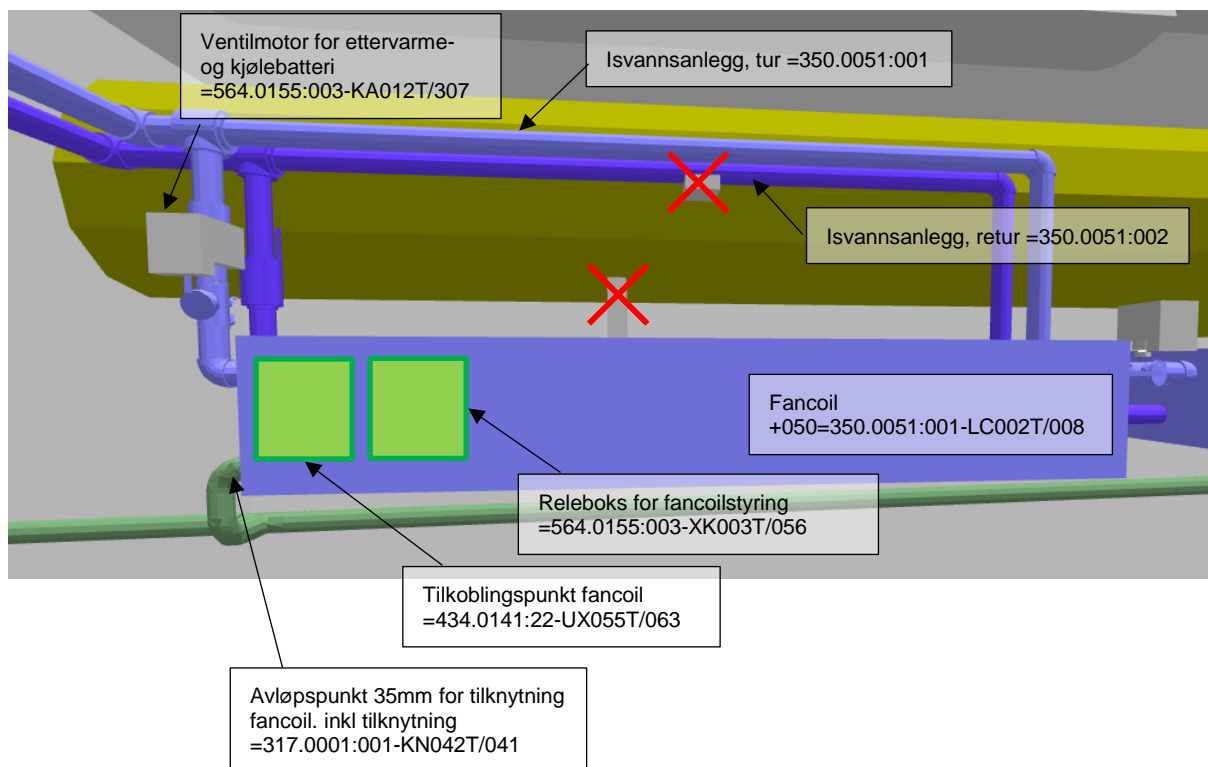 Ventilmotor for ettervarme-
og kjølebatteri
=564.0155:003-KA012T/307
Isvannsanlegg, tur =350.0051:001
Isvannsanlegg, retur =350.0051:002
Fancoil
+050=350.0051:001-LC002T/008
Releboks for fancoilstyring
=564.0155:003-XK003T/056
Tilkoblingspunkt fancoil
=434.0141:22-UX055T/063
Avløpspunkt 35mm for tilknytning
fancoil. inkl tilknytning
=317.0001:001-KN042T/041